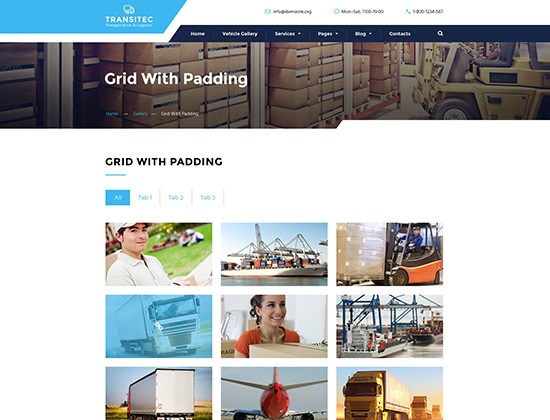 TRANSITEC
Transportation & Logistic
info@demolink.org
Mon–Sat: 7:00–19:00
1-800-1234-567
Home
Vehicle Gallery
Services
Pages
Blog
Contacts
Grid With Padding
Home — Gallery — Grid With Padding
GRID WITH PADDING
All
Tab 1
Tab 2
Tab 3